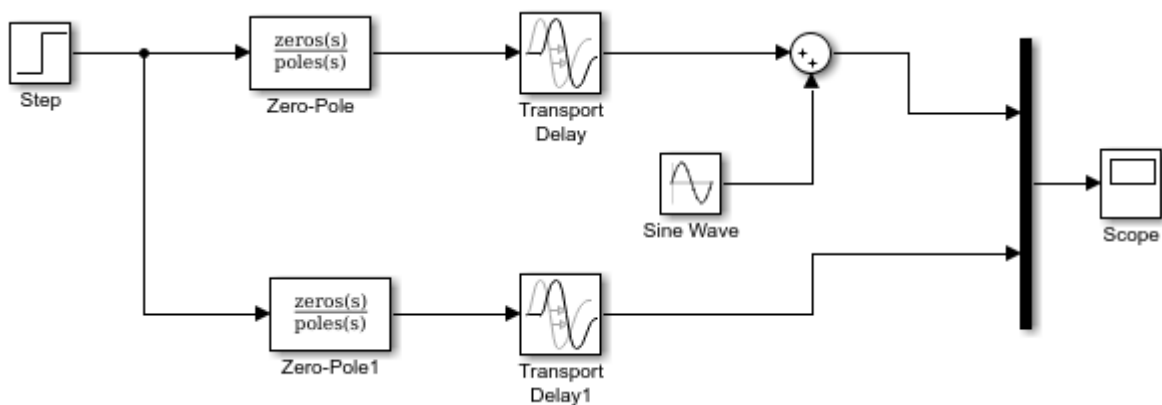 Step
zeros(s)
poles(s)
Zero-Pole
Transport
Delay
+
+
Sine Wave
Scope
zeros(s)
poles(s)
Zero-Pole1
Transport
Delay1